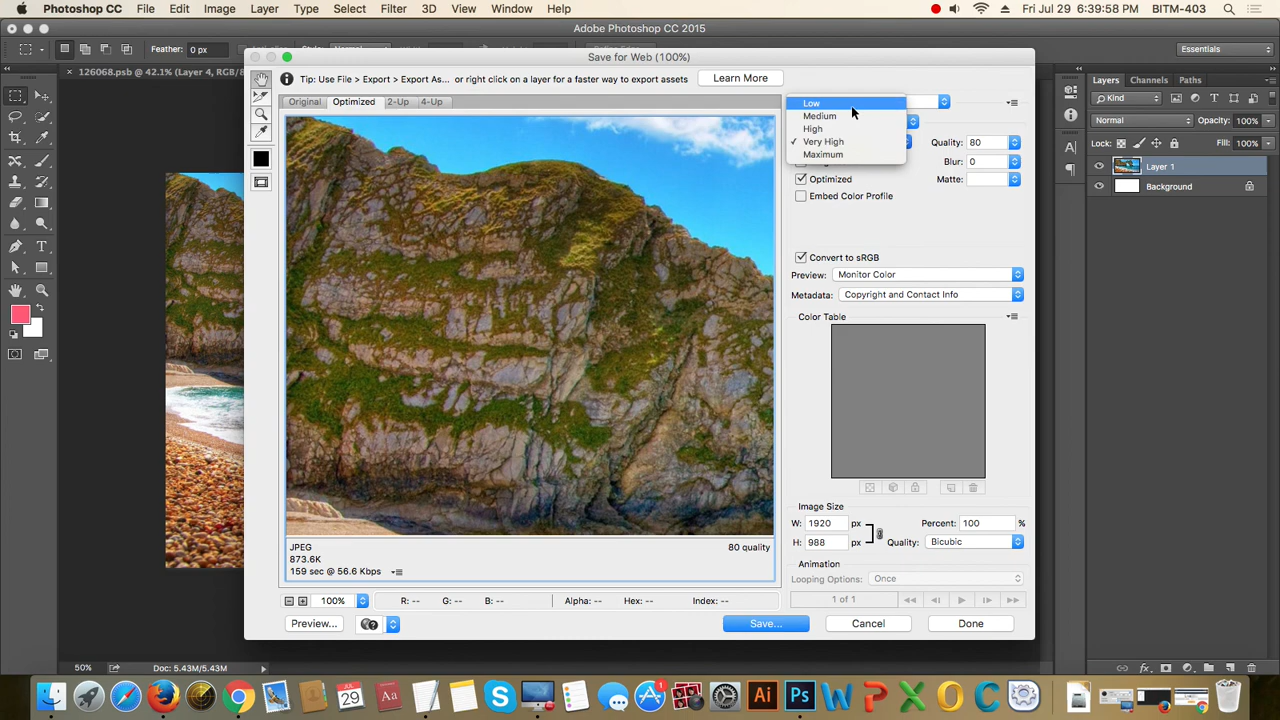 Photoshop CC File Edit Image Layer Type Select Filter 3D View Window Help Fri Jul 29 6:39:58 PM BITM-403
Adobe Photoshop CC 2015
Feather: 0 px Essentials
126068.psb @ 42.1% (Layer 4, RGB/8
Save for Web (100%)
Tip: Use File > Export > Export As... or right click on a layer for a faster way to export assets Learn More
Original Optimized 2-Up 4-Up
Low
Medium
High
Very High
Maximum
Quality: 80
Blur: 0
Optimized Matte:
Embed Color Profile
Convert to sRGB
Preview: Monitor Color
Metadata: Copyright and Contact Info
Color Table
Image Size
W: 1920 px Percent: 100 %
H: 988 px Quality: Bicubic
Animation
Looping Options: Once
1 of 1
JPEG 80 quality
873.6K
159 sec @ 56.6 Kbps
100% R: -- G: -- B: -- Alpha: -- Hex: -- Index: --
Preview... Save... Cancel Done
Layers Channels Paths
Kind
Normal Opacity: 100%
Lock: Fill: 100%
Layer 1
Background
50% Doc: 5.43M/5.43M
JUL
29
Aa
1
Ai Ps